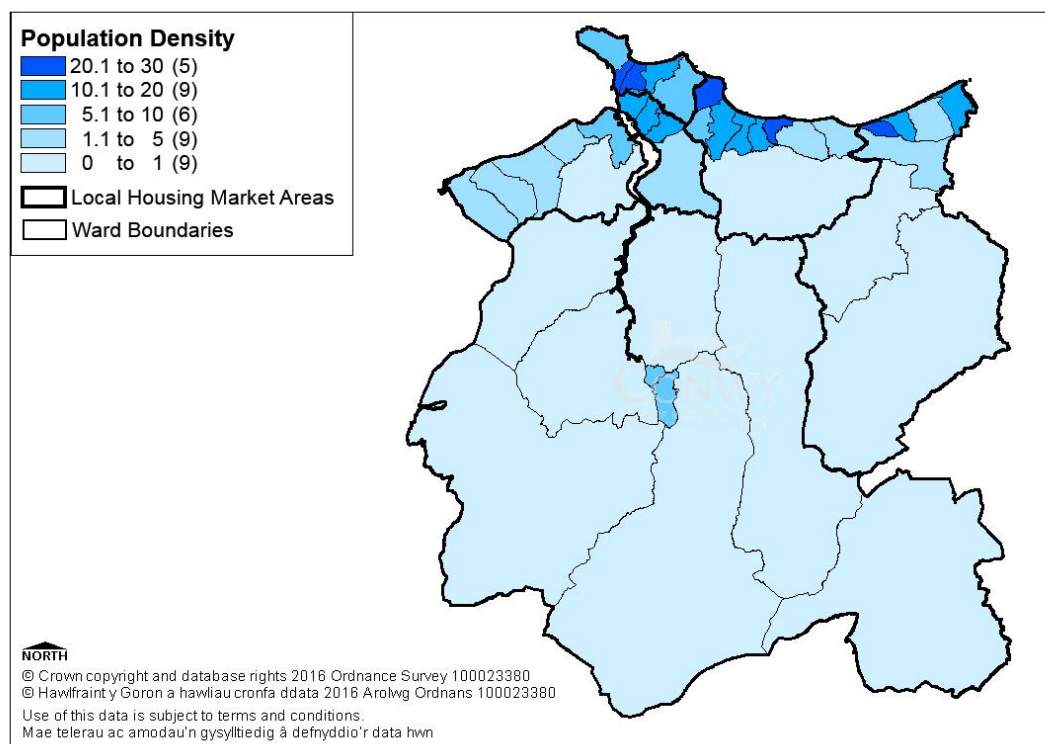 Population Density
20.1 to 30 (5)
10.1 to 20 (9)
5.1 to 10 (6)
1.1 to 5 (9)
0 to 1 (9)
Local Housing Market Areas
Ward Boundaries
CONWY
NORTH
© Crown copyright and database rights 2016 Ordnance Survey 100023380
© Hawlfraint y Goron a hawliau cronfa ddata 2016 Arolwg Ordnans 100023380
Use of this data is subject to terms and conditions.
Mae telerau ac amodau'n gysylltiedig â defnyddio'r data hwn